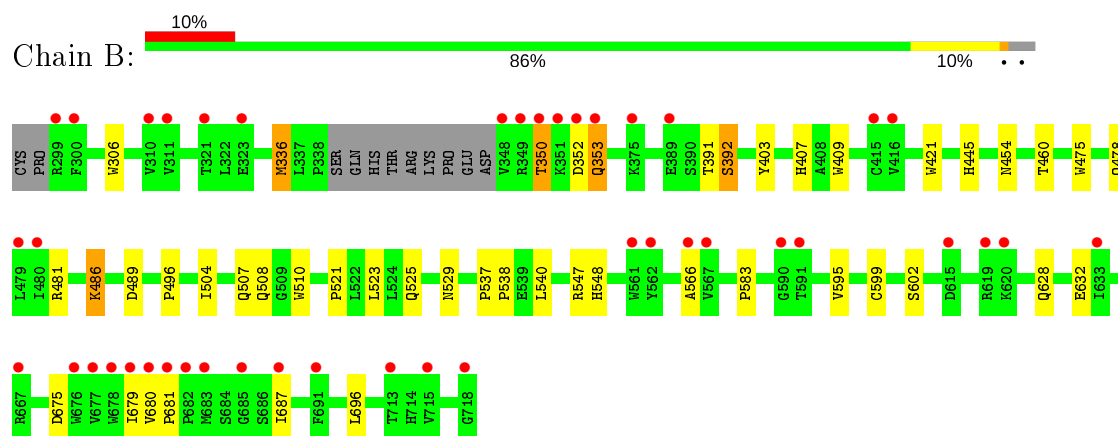 10%
Chain B:
86% 10% • •
CYS PRO R299 F300 W306 V310 V311 T321 L322 E323 M336 L337 P338 SER GLN HIS THR ARG LYS PRO GLU ASP V348 R349 T350 K351 D352 Q353 K375 E389 S390 T391 S392 Y403 H407 A408 W409 C415 V416 W421 H445 N454 T460 W475
L479 I480 R481 K486 D489 P496 I504 Q507 Q508 G509 W510 P521 L522 L523 L524 Q525 N529 P537 P538 E539 L540 R547 H548 W561 Y562 A566 V567 P583 G590 T591 V595 C599 S602 D615 R619 K620 Q628 E632 I633
R667 D675 W676 V677 W678 I679 V680 P681 P682 M683 S684 G685 S686 I687 F691 L696 T713 H714 V715 G718